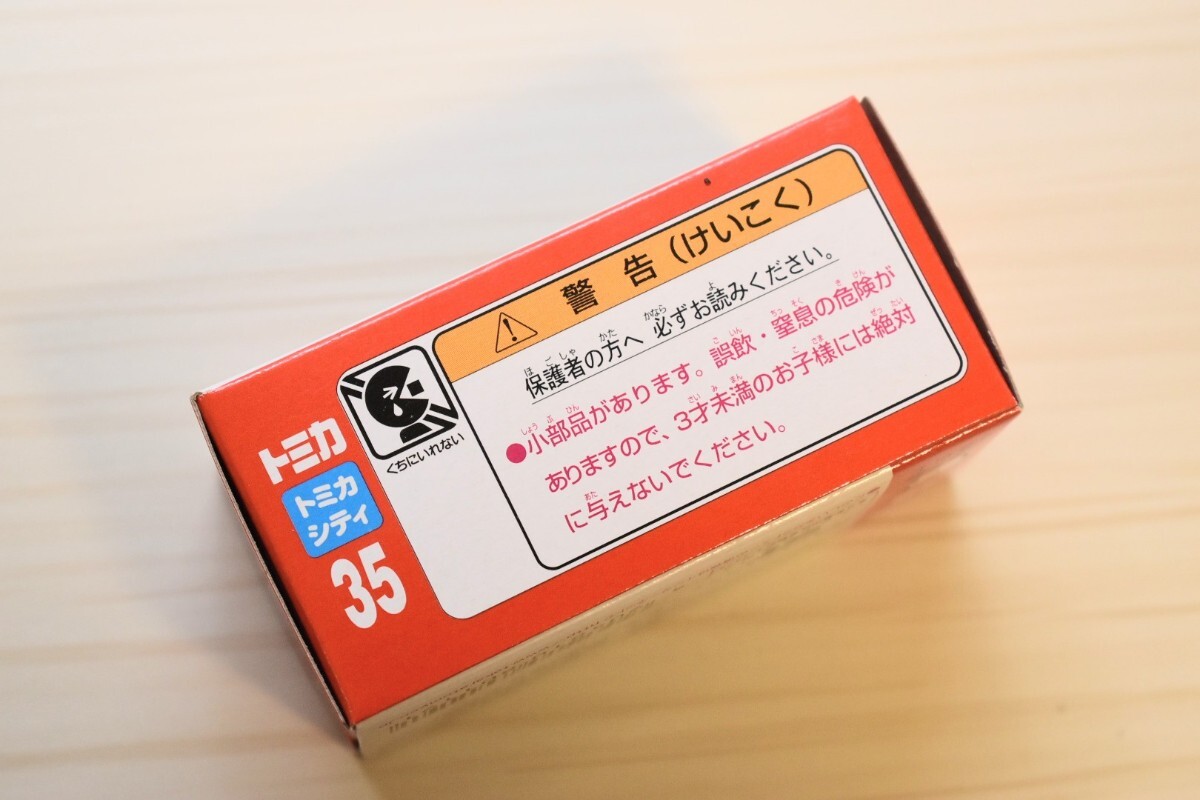 トミカ
トミカ
シティ
35
くちにいれない
警告(けいこく)
保護者の方へ 必ずお読みください。
●小部品があります。誤飲・窒息の危険が
ありますので、3才未満のお子様には絶対
に与えないでください。